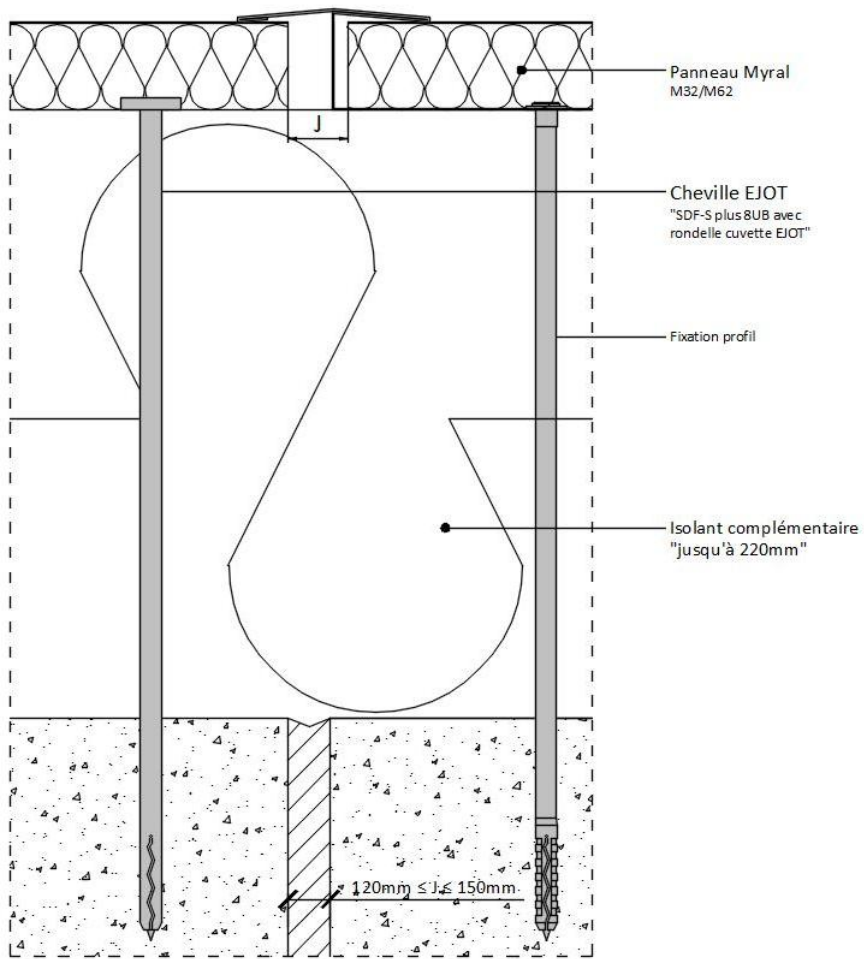 Panneau Myral
M32/M62
J
Cheville EJOT
"SDF-S plus 8UB avec
rondelle cuvette EJOT"
Fixation profil
Isolant complémentaire
"jusqu'à 220mm"
120mm ≤ J ≤ 150mm